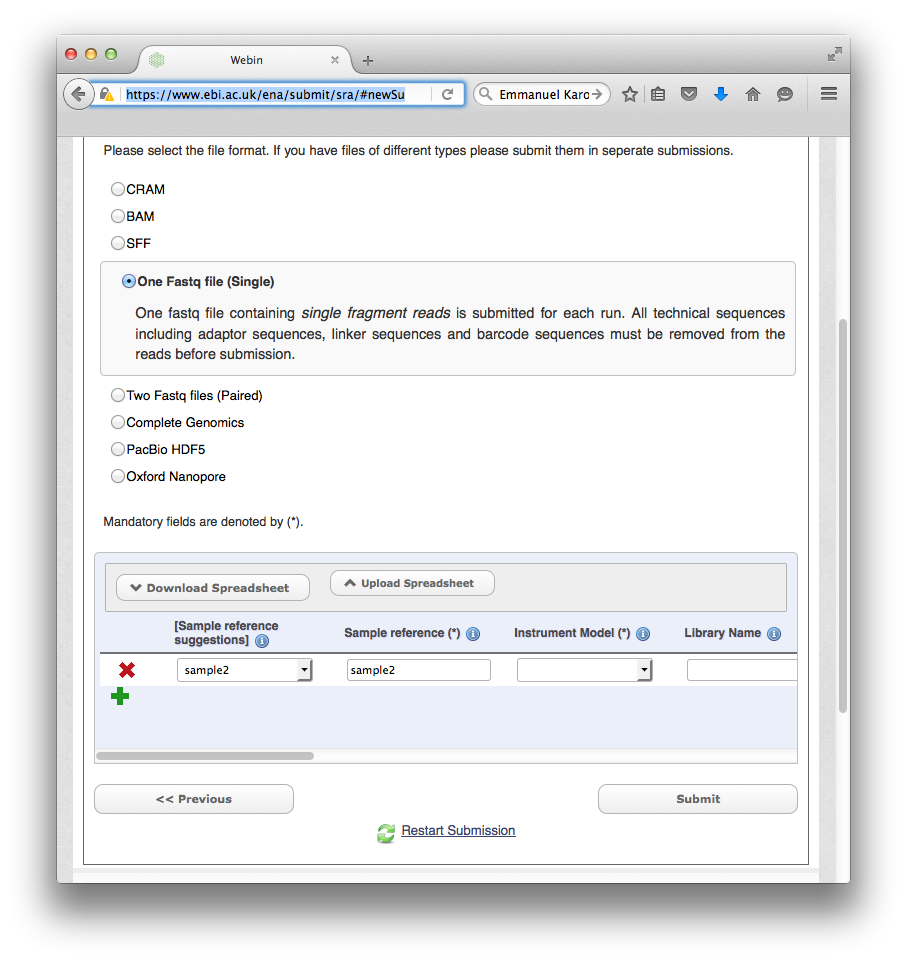 Webin
https://www.ebi.ac.uk/ena/submit/sra/#newSu
Emmanuel Karo
Please select the file format. If you have files of different types please submit them in seperate submissions.
CRAM
BAM
SFF
One Fastq file (Single)
One fastq file containing single fragment reads is submitted for each run. All technical sequences
including adaptor sequences, linker sequences and barcode sequences must be removed from the
reads before submission.
Two Fastq files (Paired)
Complete Genomics
PacBio HDF5
Oxford Nanopore
Mandatory fields are denoted by (*).
Download Spreadsheet
Upload Spreadsheet
[Sample reference
suggestions]
Sample reference (*)
Instrument Model (*)
Library Name
sample2
sample2
<< Previous
Submit
Restart Submission